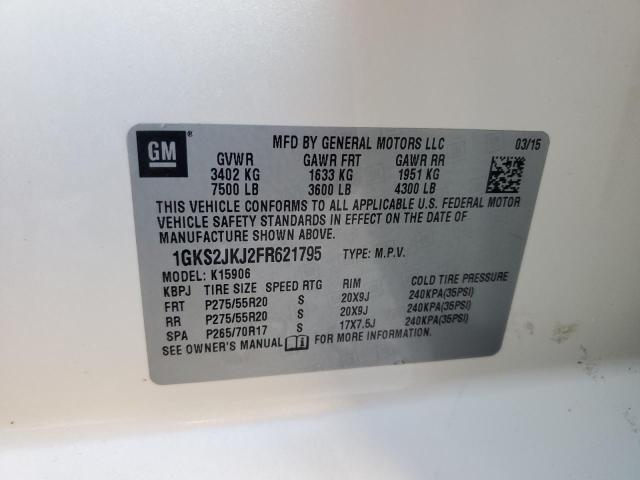 GM ®
MFD BY GENERAL MOTORS LLC 03/15
GVWR GAWR FRT GAWR RR
3402 KG 1633 KG 1951 KG
7500 LB 3600 LB 4300 LB
THIS VEHICLE CONFORMS TO ALL APPLICABLE U.S. FEDERAL MOTOR
VEHICLE SAFETY STANDARDS IN EFFECT ON THE DATE OF
MANUFACTURE SHOWN ABOVE.
1GKS2JKJ2FR621795 TYPE: M.P.V.
MODEL: K15906
KBPJ TIRE SIZE SPEED RTG RIM COLD TIRE PRESSURE
FRT P275/55R20 S 20X9J 240KPA(35PSI)
RR P275/55R20 S 20X9J 240KPA(35PSI)
SPA P265/70R17 S 17X7.5J 240KPA(35PSI)
SEE OWNER'S MANUAL FOR MORE INFORMATION.